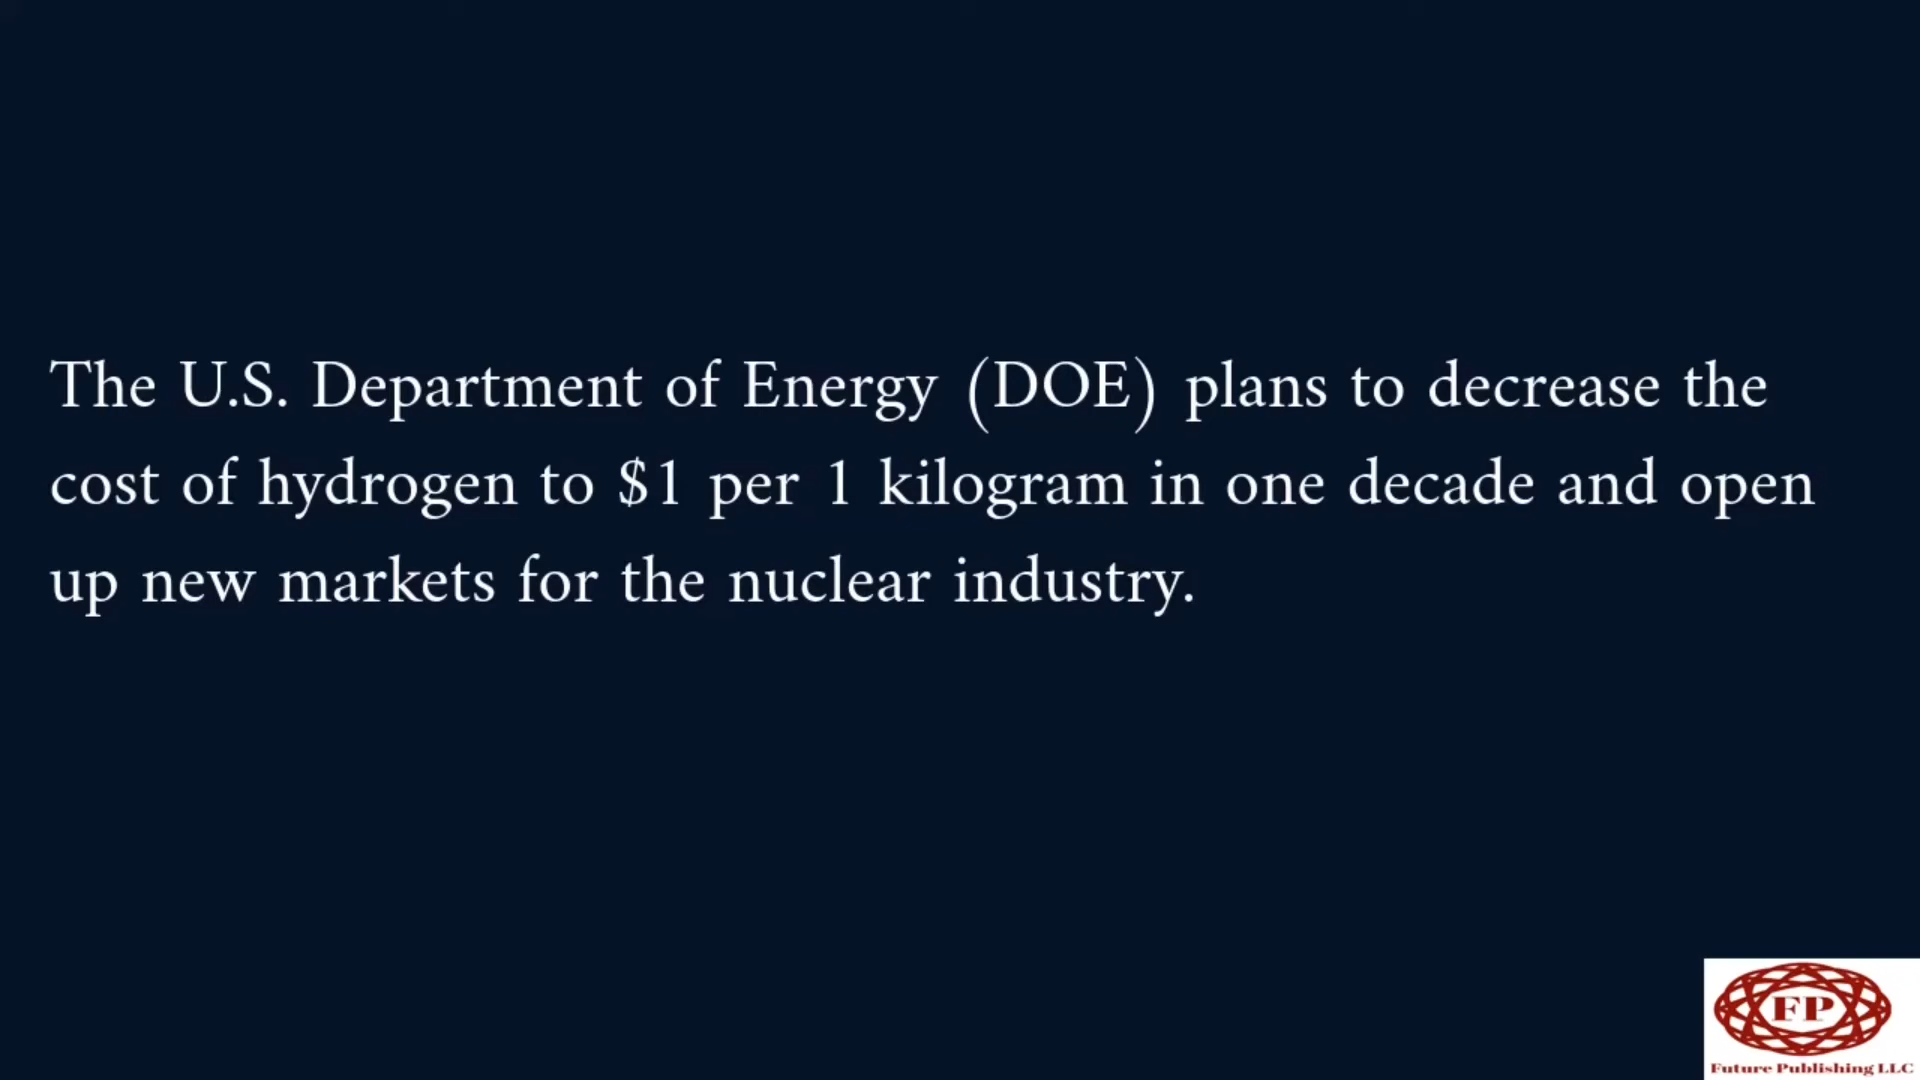 The U.S. Department of Energy (DOE) plans to decrease the
cost of hydrogen to $1 per 1 kilogram in one decade and open
up new markets for the nuclear industry.
FP
Future Publishing LLC